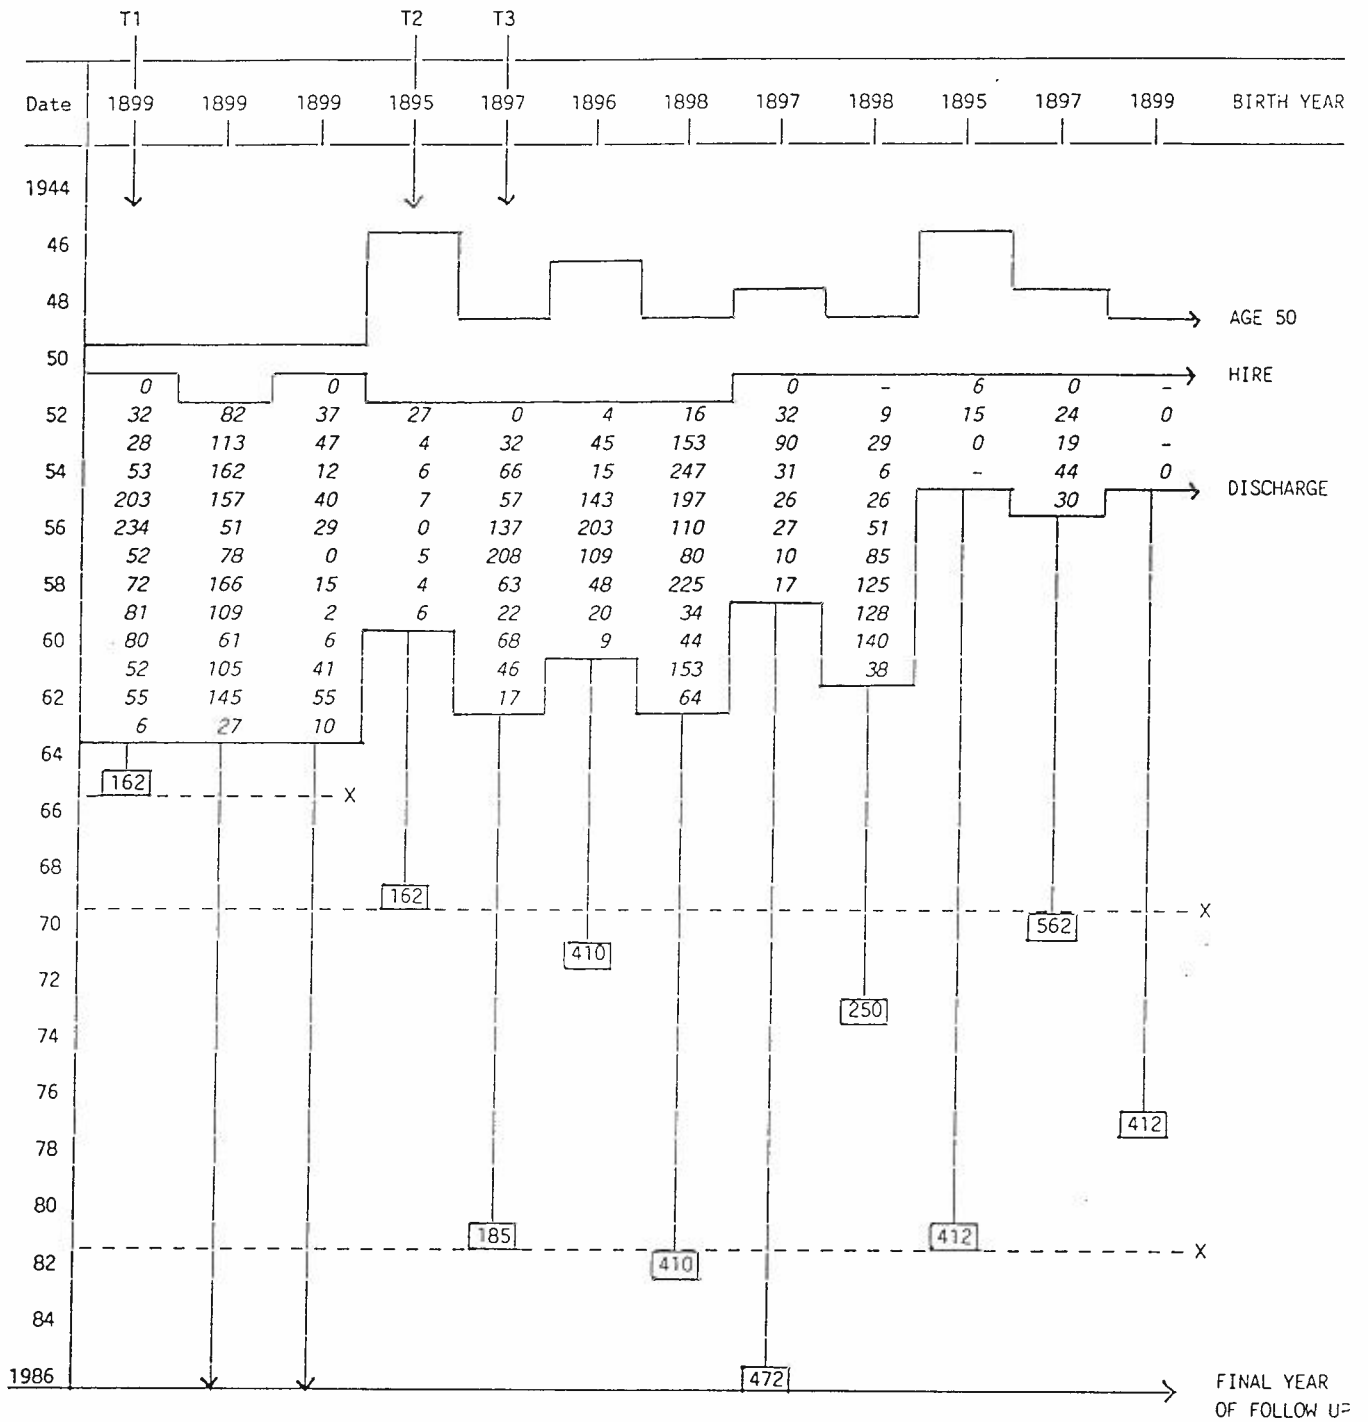 T1 T2 T3
Date 1899 1899 1899 1895 1897 1896 1898 1897 1898 1895 1897 1899 BIRTH YEAR
1944
46
48
AGE 50
50
HIRE
0 0 0 - 6 0 -
52 32 82 37 27 0 4 16 32 9 15 24 0
28 113 47 4 32 45 153 90 29 0 19 -
54 53 162 12 6 66 15 247 31 6 - 44 0
DISCHARGE
203 157 40 7 57 143 197 26 26 30
56 234 51 29 0 137 203 110 27 51
52 78 0 5 208 109 80 10 85
58 72 166 15 4 63 48 225 17 125
81 109 2 6 22 20 34 128
60 80 61 6 68 9 44 140
52 105 41 46 153 38
62 55 145 55 17 64
6 27 10
64
162
X
66
68
162
X
70 562
410
72
250
74
76
412
78
80
185 412
X
82 410
84
1986 472
FINAL YEAR
OF FOLLOW UP